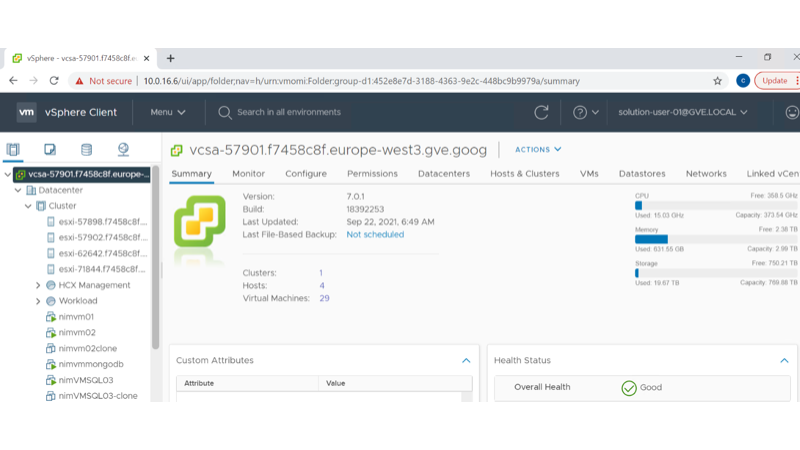 vSphere - vcsa-57901.f7458c8f.eu
Not secure | 10.0.16.6/ui/app/folder;nav=h/urn:vmomi:Folder:group-d1:452e8e7d-3188-4363-9e2c-448bc9b9979a/summary
C
Update
vm vSphere Client Menu Search in all environments solution-user-01@GVE.LOCAL
vcsa-57901.f7458c8f.europe-west3.gve.goog ACTIONS
Summary Monitor Configure Permissions Datacenters Hosts & Clusters VMs Datastores Networks Linked vCen
vcsa-57901.f7458c8f.europe-...
Datacenter
Cluster
esxi-57898.f7458c8f....
esxi-57902.f7458c8f...
esxi-62642.f7458c8f...
esxi-71844.f7458c8f...
HCX Management
Workload
nimvm01
nimvm02
nimvm02clone
nimvmmongodb
nimVMSQL03
nimVMSQL03-clone
Version: 7.0.1
Build: 18392253
Last Updated: Sep 22, 2021, 6:49 AM
Last File-Based Backup: Not scheduled
Clusters: 1
Hosts: 4
Virtual Machines: 29
CPU Free: 358.5 GHz
Used: 15.03 GHz Capacity: 373.54 GHz
Memory Free: 2.38 TB
Used: 631.55 GB Capacity: 2.99 TB
Storage Free: 750.21 TB
Used: 19.67 TB Capacity: 769.88 TB
Custom Attributes
Attribute Value
Health Status
Overall Health Good